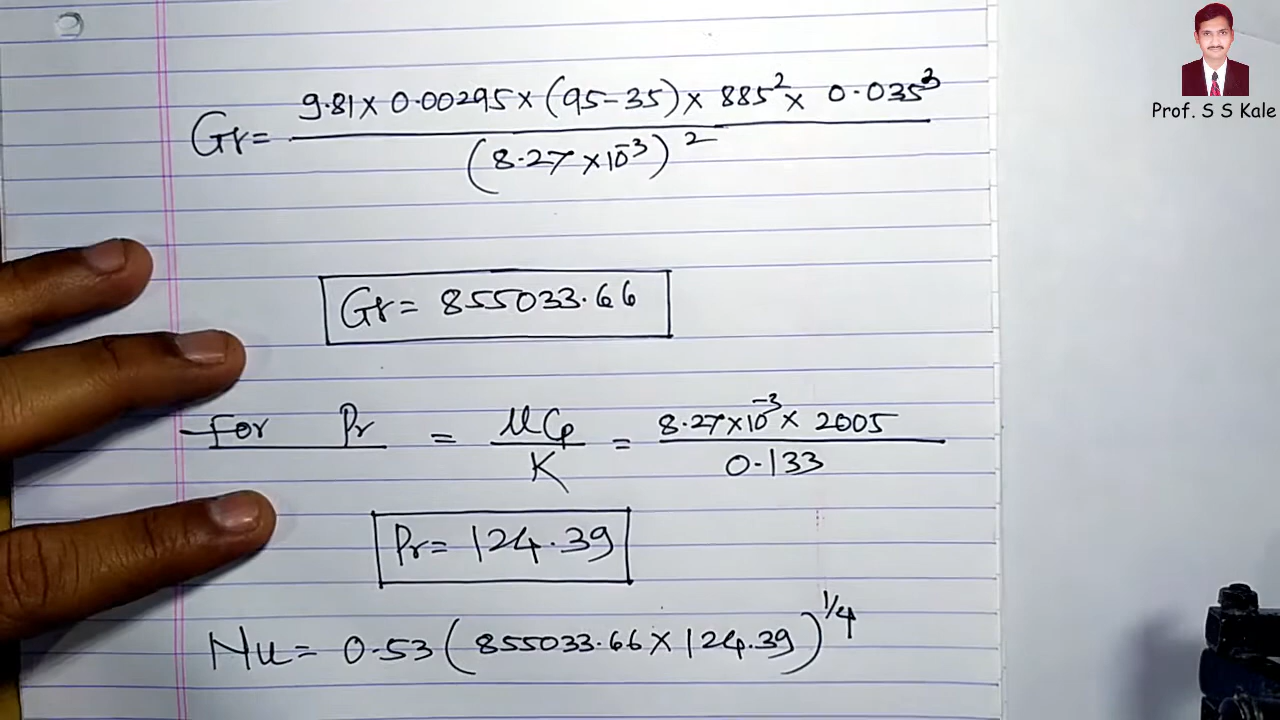 Prof. S S Kale
Gr= 9.81 x 0.00295 x (95-35) x 885² x 0.035³
(8.27 x 10⁻³)²
Gr= 855033.66
For Pr = μCp / K = 8.27x10⁻³ x 2005 / 0.133
Pr= 124.39
Nu= 0.53 (855033.66 x 124.39)^1/4